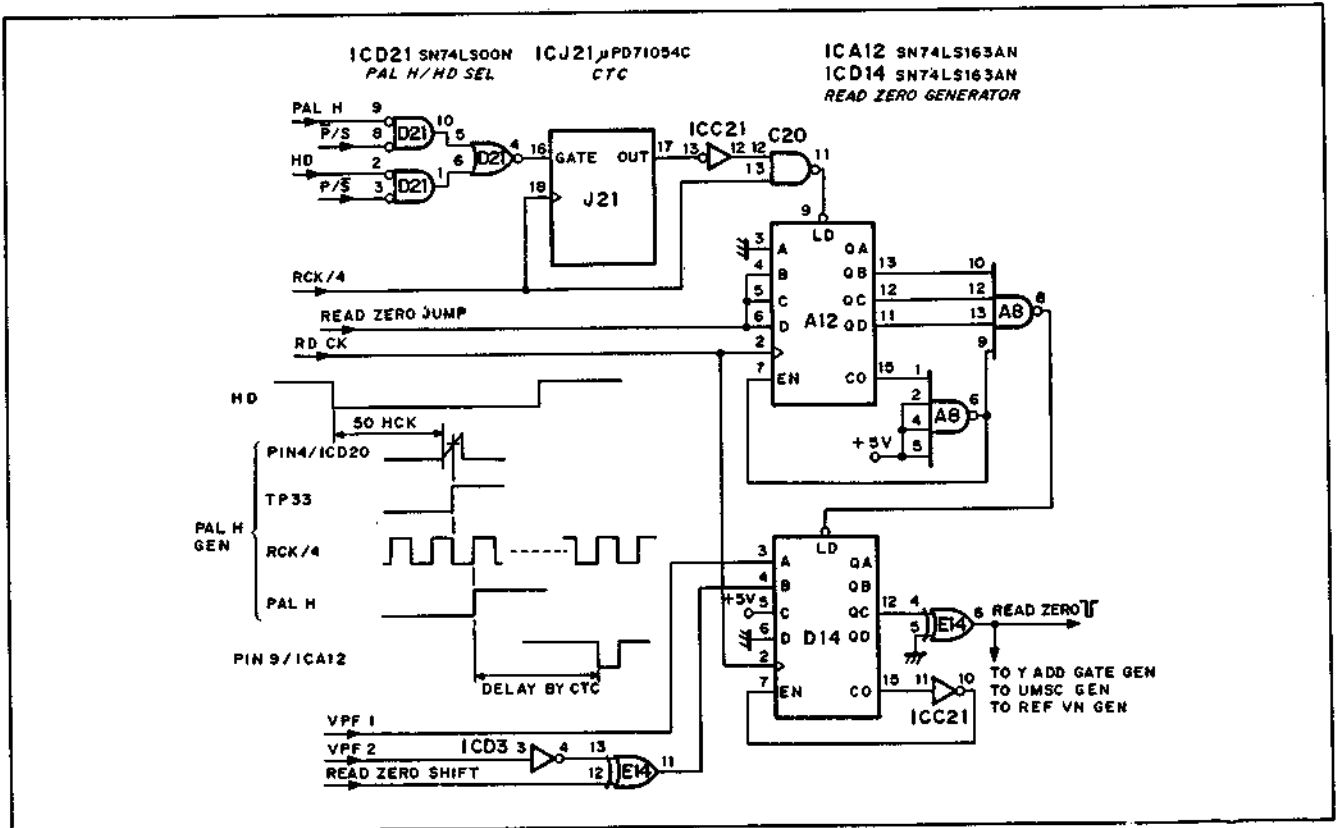 ICD21 SN74LS00N
PAL H/HD SEL
ICJ21 μPD71054C
CTC
ICA12 SN74LS163AN
ICD14 SN74LS163AN
READ ZERO GENERATOR
PAL H 9
P̅/S 8
D21 10
HD 2
P/S̅ 3
D21 1
5
6
D21 4
16 GATE OUT 17
18
J21
ICC21
13 12
C20
12
13
11
RCK/4
READ ZERO JUMP
RD CK
9
LD
3 A QA
4 B QB 13
5 C QC 12
6 D QD 11
A12
2
7 EN CO 15
10
12
13
9
A8 8
1
2
4
5
A8 6
+5V
HD
50 HCK
PIN4/ICD20
TP33
PAL H
GEN
RCK/4
PAL H
PIN 9/ICA12
DELAY BY CTC
LD
3 A QA
4 B QB
+5V 5 C QC 12
6 D QD
D14
2
7 EN CO 15
4
5
E14 6
READ ZERO
TO Y ADD GATE GEN
TO UMSC GEN
TO REF VN GEN
11 10
ICC21
VPF 1
VPF 2
ICD3 3 4
READ ZERO SHIFT
13
12
E14 11